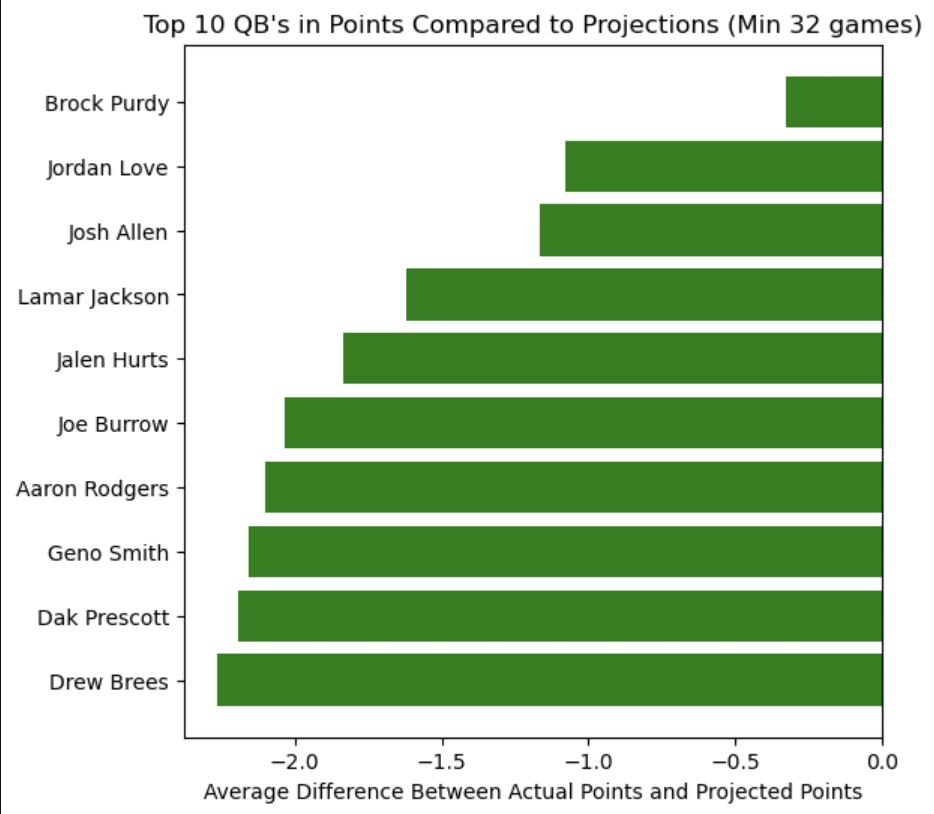 Top 10 QB's in Points Compared to Projections (Min 32 games)
Brock Purdy
Jordan Love
Josh Allen
Lamar Jackson
Jalen Hurts
Joe Burrow
Aaron Rodgers
Geno Smith
Dak Prescott
Drew Brees
−2.0 −1.5 −1.0 −0.5 0.0
Average Difference Between Actual Points and Projected Points